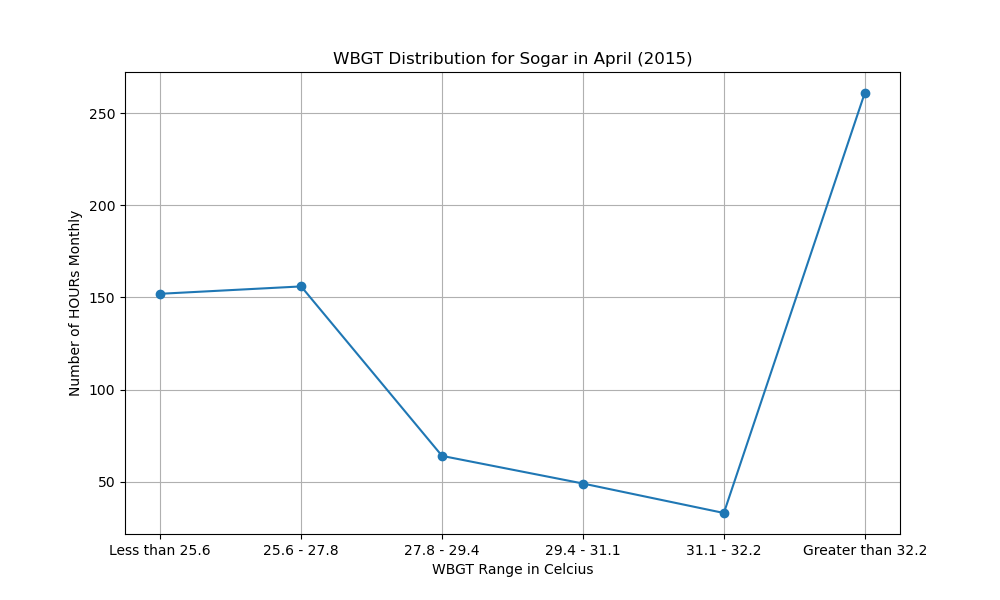 WBGT Distribution for Sogar in April (2015)
Number of HOURs Monthly
250
200
150
100
50
Less than 25.6
25.6 - 27.8
27.8 - 29.4
29.4 - 31.1
31.1 - 32.2
Greater than 32.2
WBGT Range in Celcius